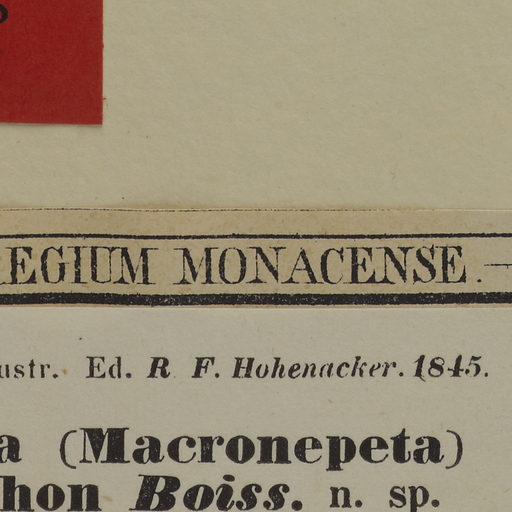 EGIUM MONACENSE.
ustr. Ed. R. F. Hohenacker. 1845.
a (Macronepeta)
hon Boiss. n. sp.